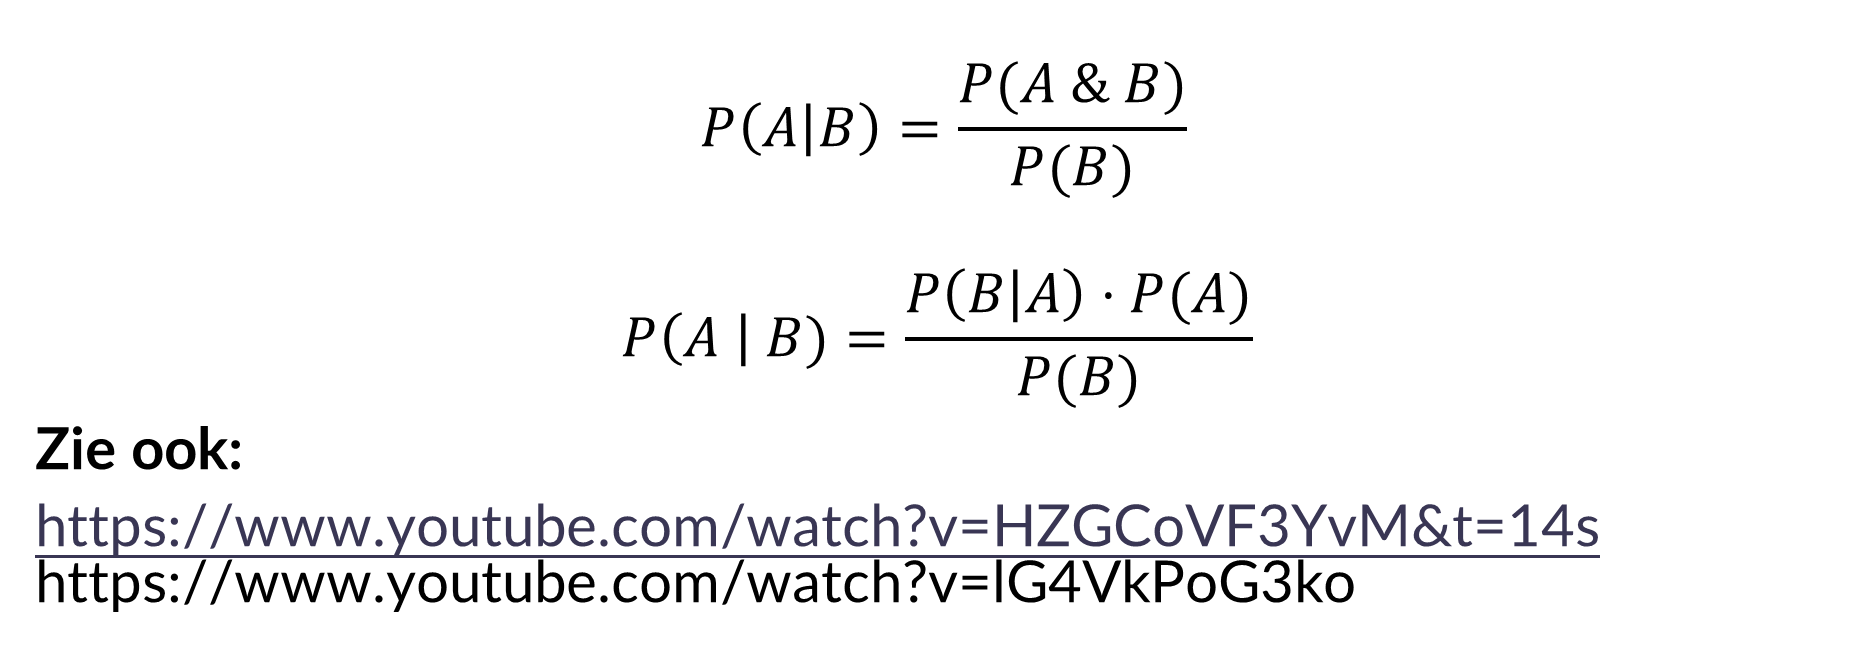 P(A|B) = P(A & B) / P(B)
P(A | B) = P(B|A) · P(A) / P(B)
Zie ook:
https://www.youtube.com/watch?v=HZGCoVF3YvM&t=14s
https://www.youtube.com/watch?v=lG4VkPoG3ko